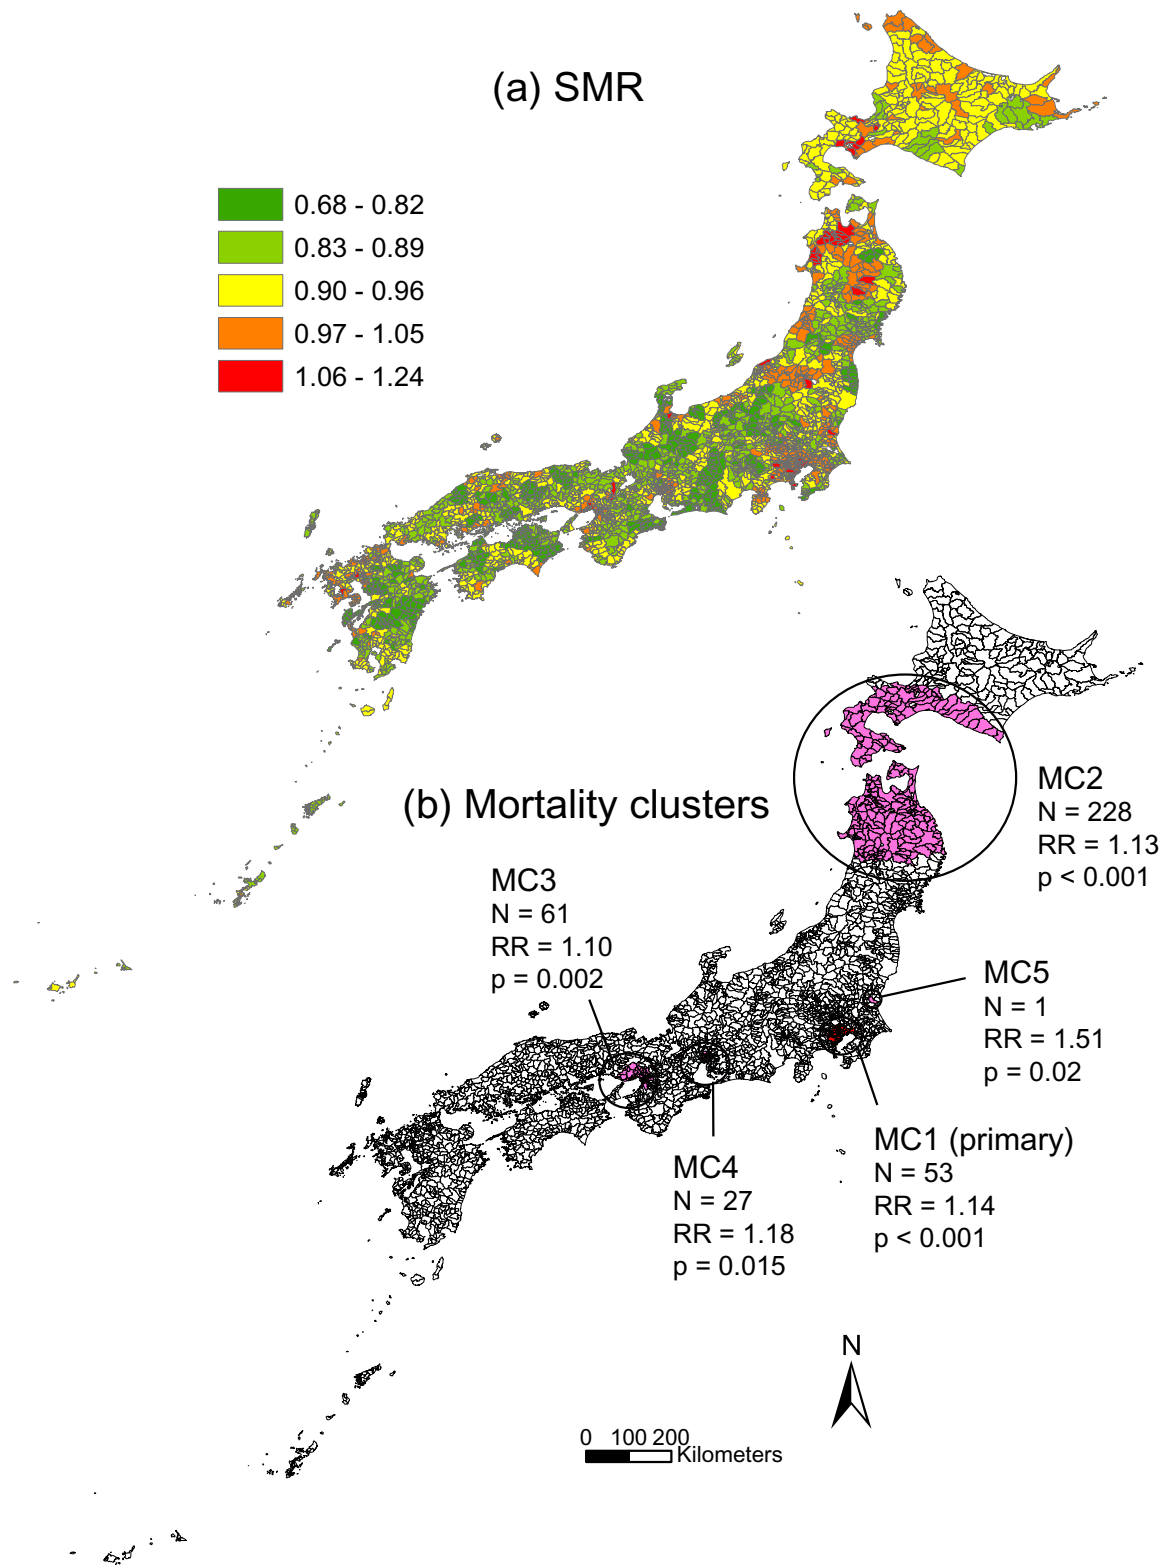 (a) SMR
0.68 - 0.82
0.83 - 0.89
0.90 - 0.96
0.97 - 1.05
1.06 - 1.24
(b) Mortality clusters
MC2
N = 228
RR = 1.13
p < 0.001
MC3
N = 61
RR = 1.10
p = 0.002
MC5
N = 1
RR = 1.51
p = 0.02
MC1 (primary)
N = 53
RR = 1.14
p < 0.001
MC4
N = 27
RR = 1.18
p = 0.015
N
0 100 200
Kilometers